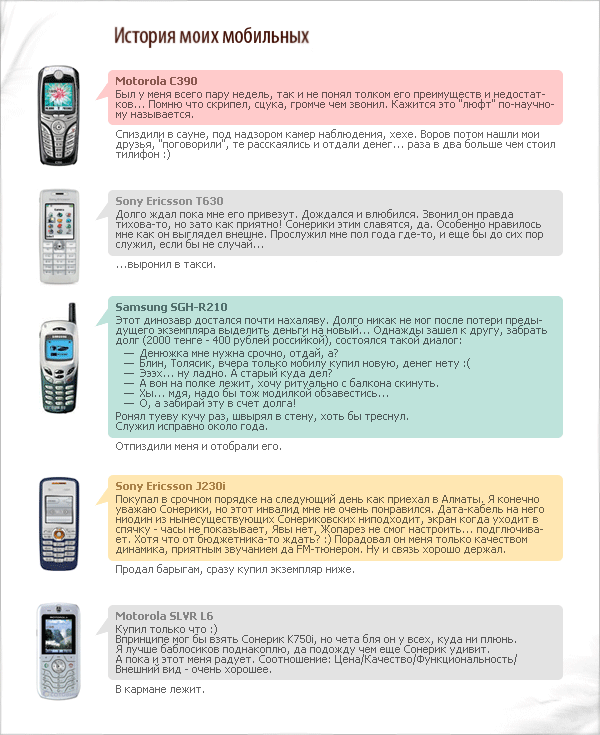 История моих мобильных
Motorola C390
Был у меня всего пару недель, так и не понял толком его преимуществ и недостат-
ков... Помню что скрипел, сцука, громче чем звонил. Кажится это "люфт" по-научно-
му называется.
Спиздили в сауне, под надзором камер наблюдения, хехе. Воров потом нашли мои
друзья, "поговорили", те расскаялись и отдали денег... раза в два больше чем стоил
тилифон :)
Sony Ericsson T630
Долго ждал пока мне его привезут. Дождался и влюбился. Звонил он правда
тихова-то, но зато как приятно! Сонерики этим славятся, да. Особенно нравилось
мне как он выглядел внешне. Прослужил мне пол года где-то, и еще бы до сих пор
служил, если бы не случай...
...выронил в такси.
Samsung SGH-R210
Этот динозавр достался почти нахаляву. Долго никак не мог после потери преды-
дущего экземпляра выделить деньги на новый... Однажды зашел к другу, забрать
долг (2000 тенге - 400 рублей российкой), состоялся такой диалог:
— Денюжка мне нужна срочно, отдай, а?
— Блин, Толясик, вчера только мобилу купил новую, денег нету :(
— Эээх... ну ладно. А старый куда дел?
— А вон на полке лежит, хочу ритуально с балкона скинуть.
— Хы... мдя, надо бы тож модилкой обзавестись...
— О, а забирай эту в счет долга!
Ронял туеву кучу раз, швырял в стену, хоть бы треснул.
Служил исправно около года.
Отпиздили меня и отобрали его.
Sony Ericsson J230i
Покупал в срочном порядке на следующий день как приехал в Алматы. Я конечно
уважаю Сонерики, но этот инвалид мне не очень понравился. Дата-кабель на него
ниодин из нынесуществующих Сонериковских ниподходит, экран когда уходит в
спячку - часы не показывает, Явы нет, Жопарез не смог настроить... подглючива-
ет. Хотя что от бюджетника-то ждать? :) Порадовал он меня только качеством
динамика, приятным звучанием да FM-тюнером. Ну и связь хорошо держал.
Продал барыгам, сразу купил экземпляр ниже.
Motorola SLVR L6
Купил только что :)
Впринципе мог бы взять Сонерик K750i, но чета бля он у всех, куда ни плюнь.
Я лучше баблосиков поднакоплю, да подожду чем еще Сонерик удивит.
А пока и этот меня радует. Соотношение: Цена/Качество/Функциональность/
Внешний вид - очень хорошее.
В кармане лежит.